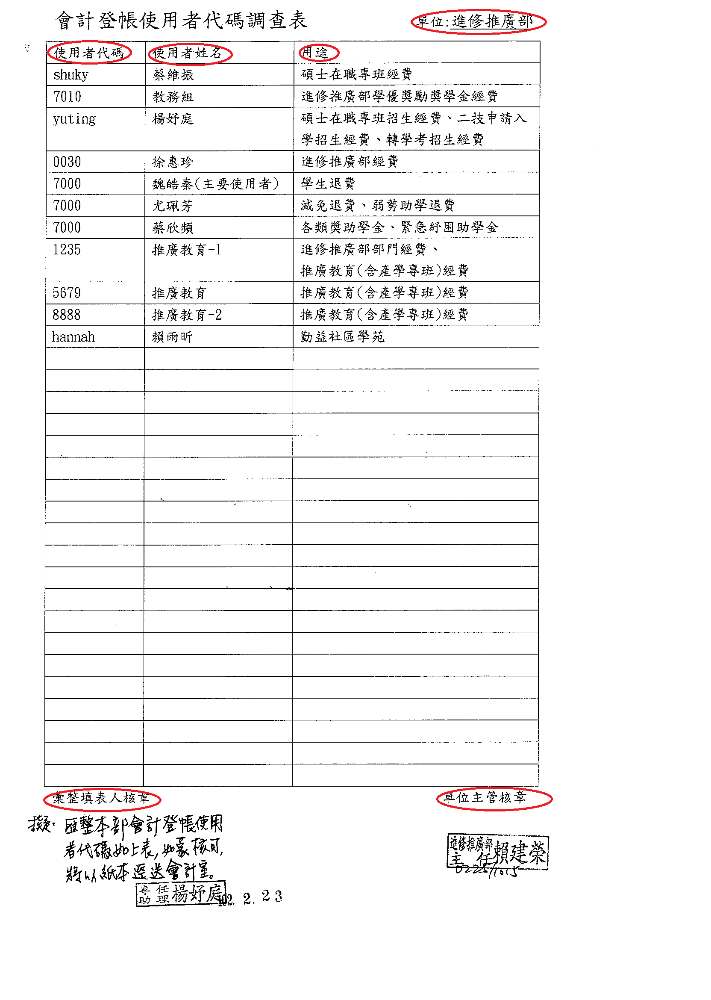 會計登帳使用者代碼調查表 單位:進修推廣部
使用者代碼 使用者姓名 用途
shuky 蔡維振 碩士在職專班經費
7010 教務組 進修推廣部學優獎勵獎學金經費
yuting 楊妤庭 碩士在職專班招生經費、二技申請入
學招生經費、轉學考招生經費
0030 徐惠珍 進修推廣部經費
7000 魏皓秦(主要使用者) 學生退費
7000 尤珮芳 減免退費、弱勢助學退費
7000 蔡欣頻 各類獎助學金、緊急紓困助學金
1235 推廣教育-1 進修推廣部部門經費、
推廣教育(含產學專班)經費
5679 推廣教育 推廣教育(含產學專班)經費
8888 推廣教育-2 推廣教育(含產學專班)經費
hannah 賴雨昕 勤益社區學苑
彙整填表人核章 單位主管核章
擬: 匯整本部會計登帳使用
者代碼如上表,如蒙核可,
將以紙本逕送會計室。
進修推廣部
主 任 賴建榮
0225/1015
專任
助理 楊妤庭 102. 2. 23